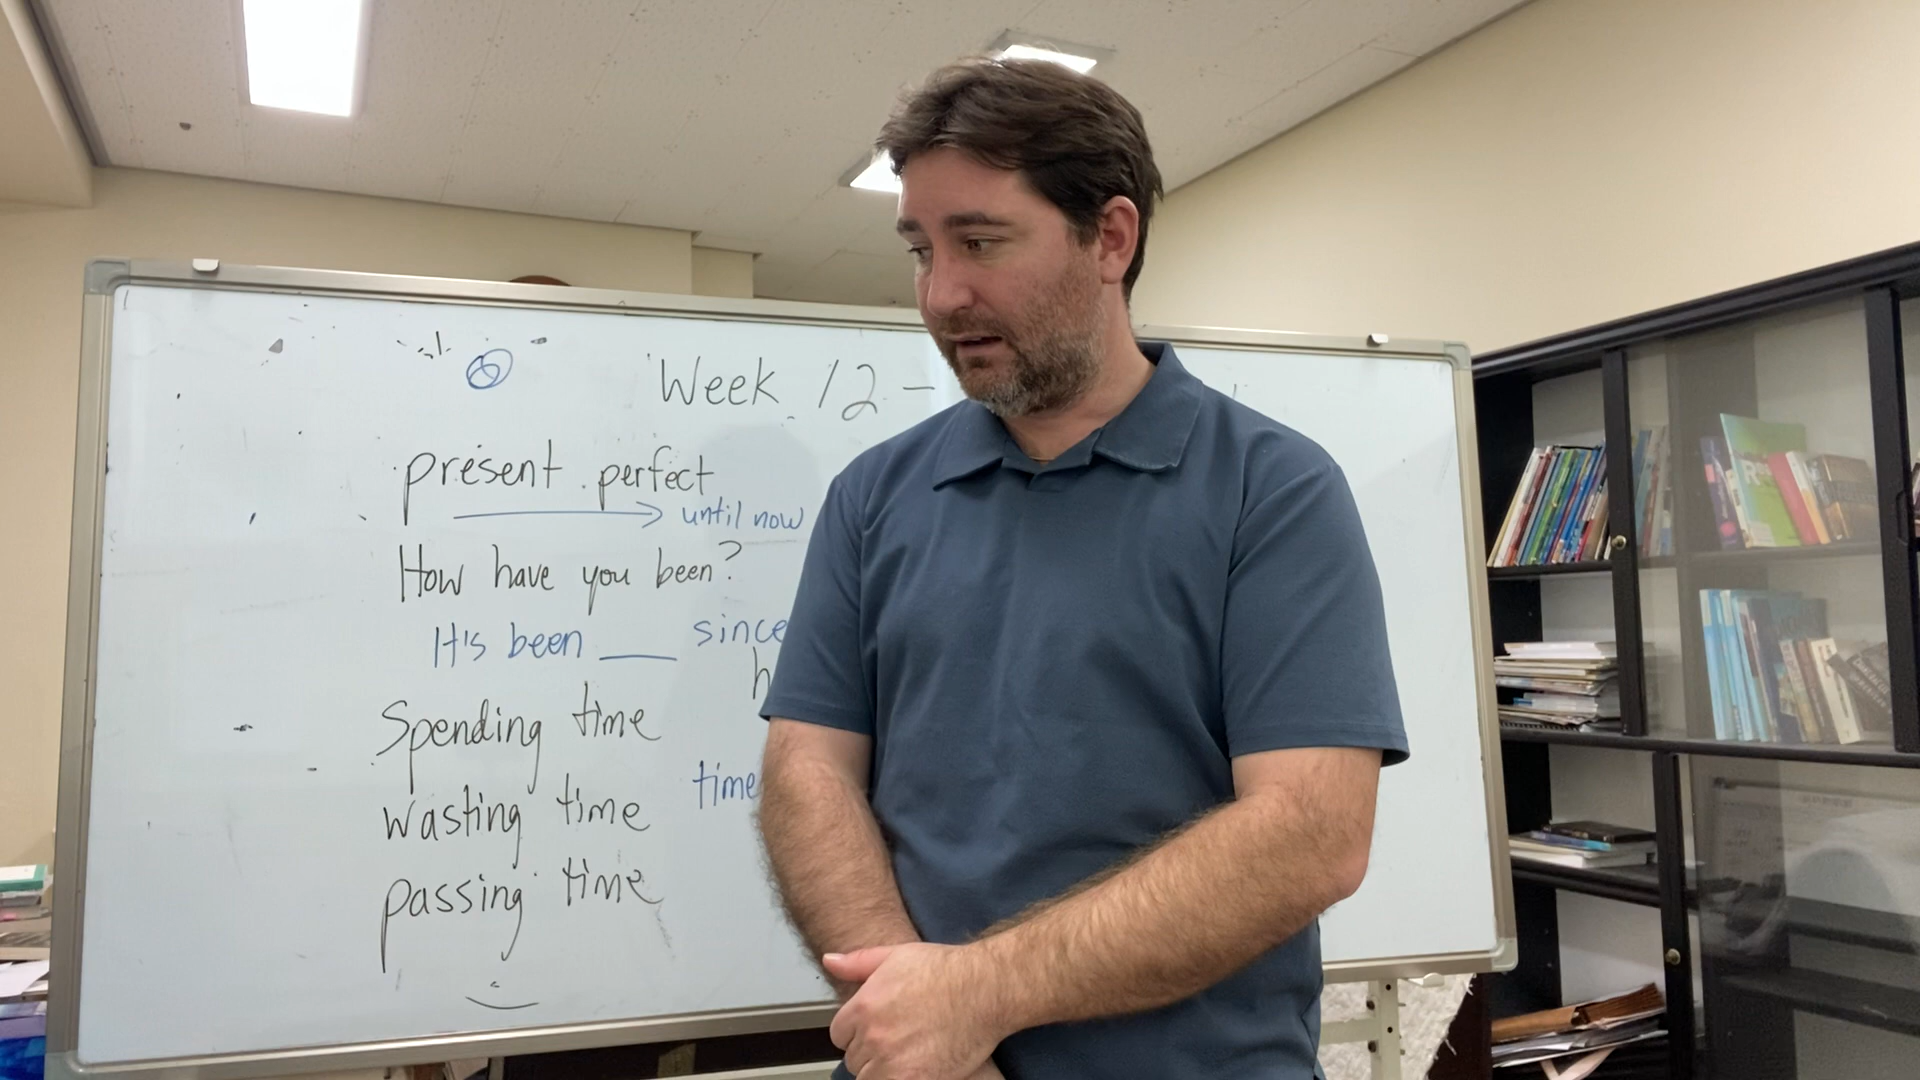 Week 12 -
present perfect
until now
How have you been?
It's been ___ since
Spending time
wasting time
time
passing time